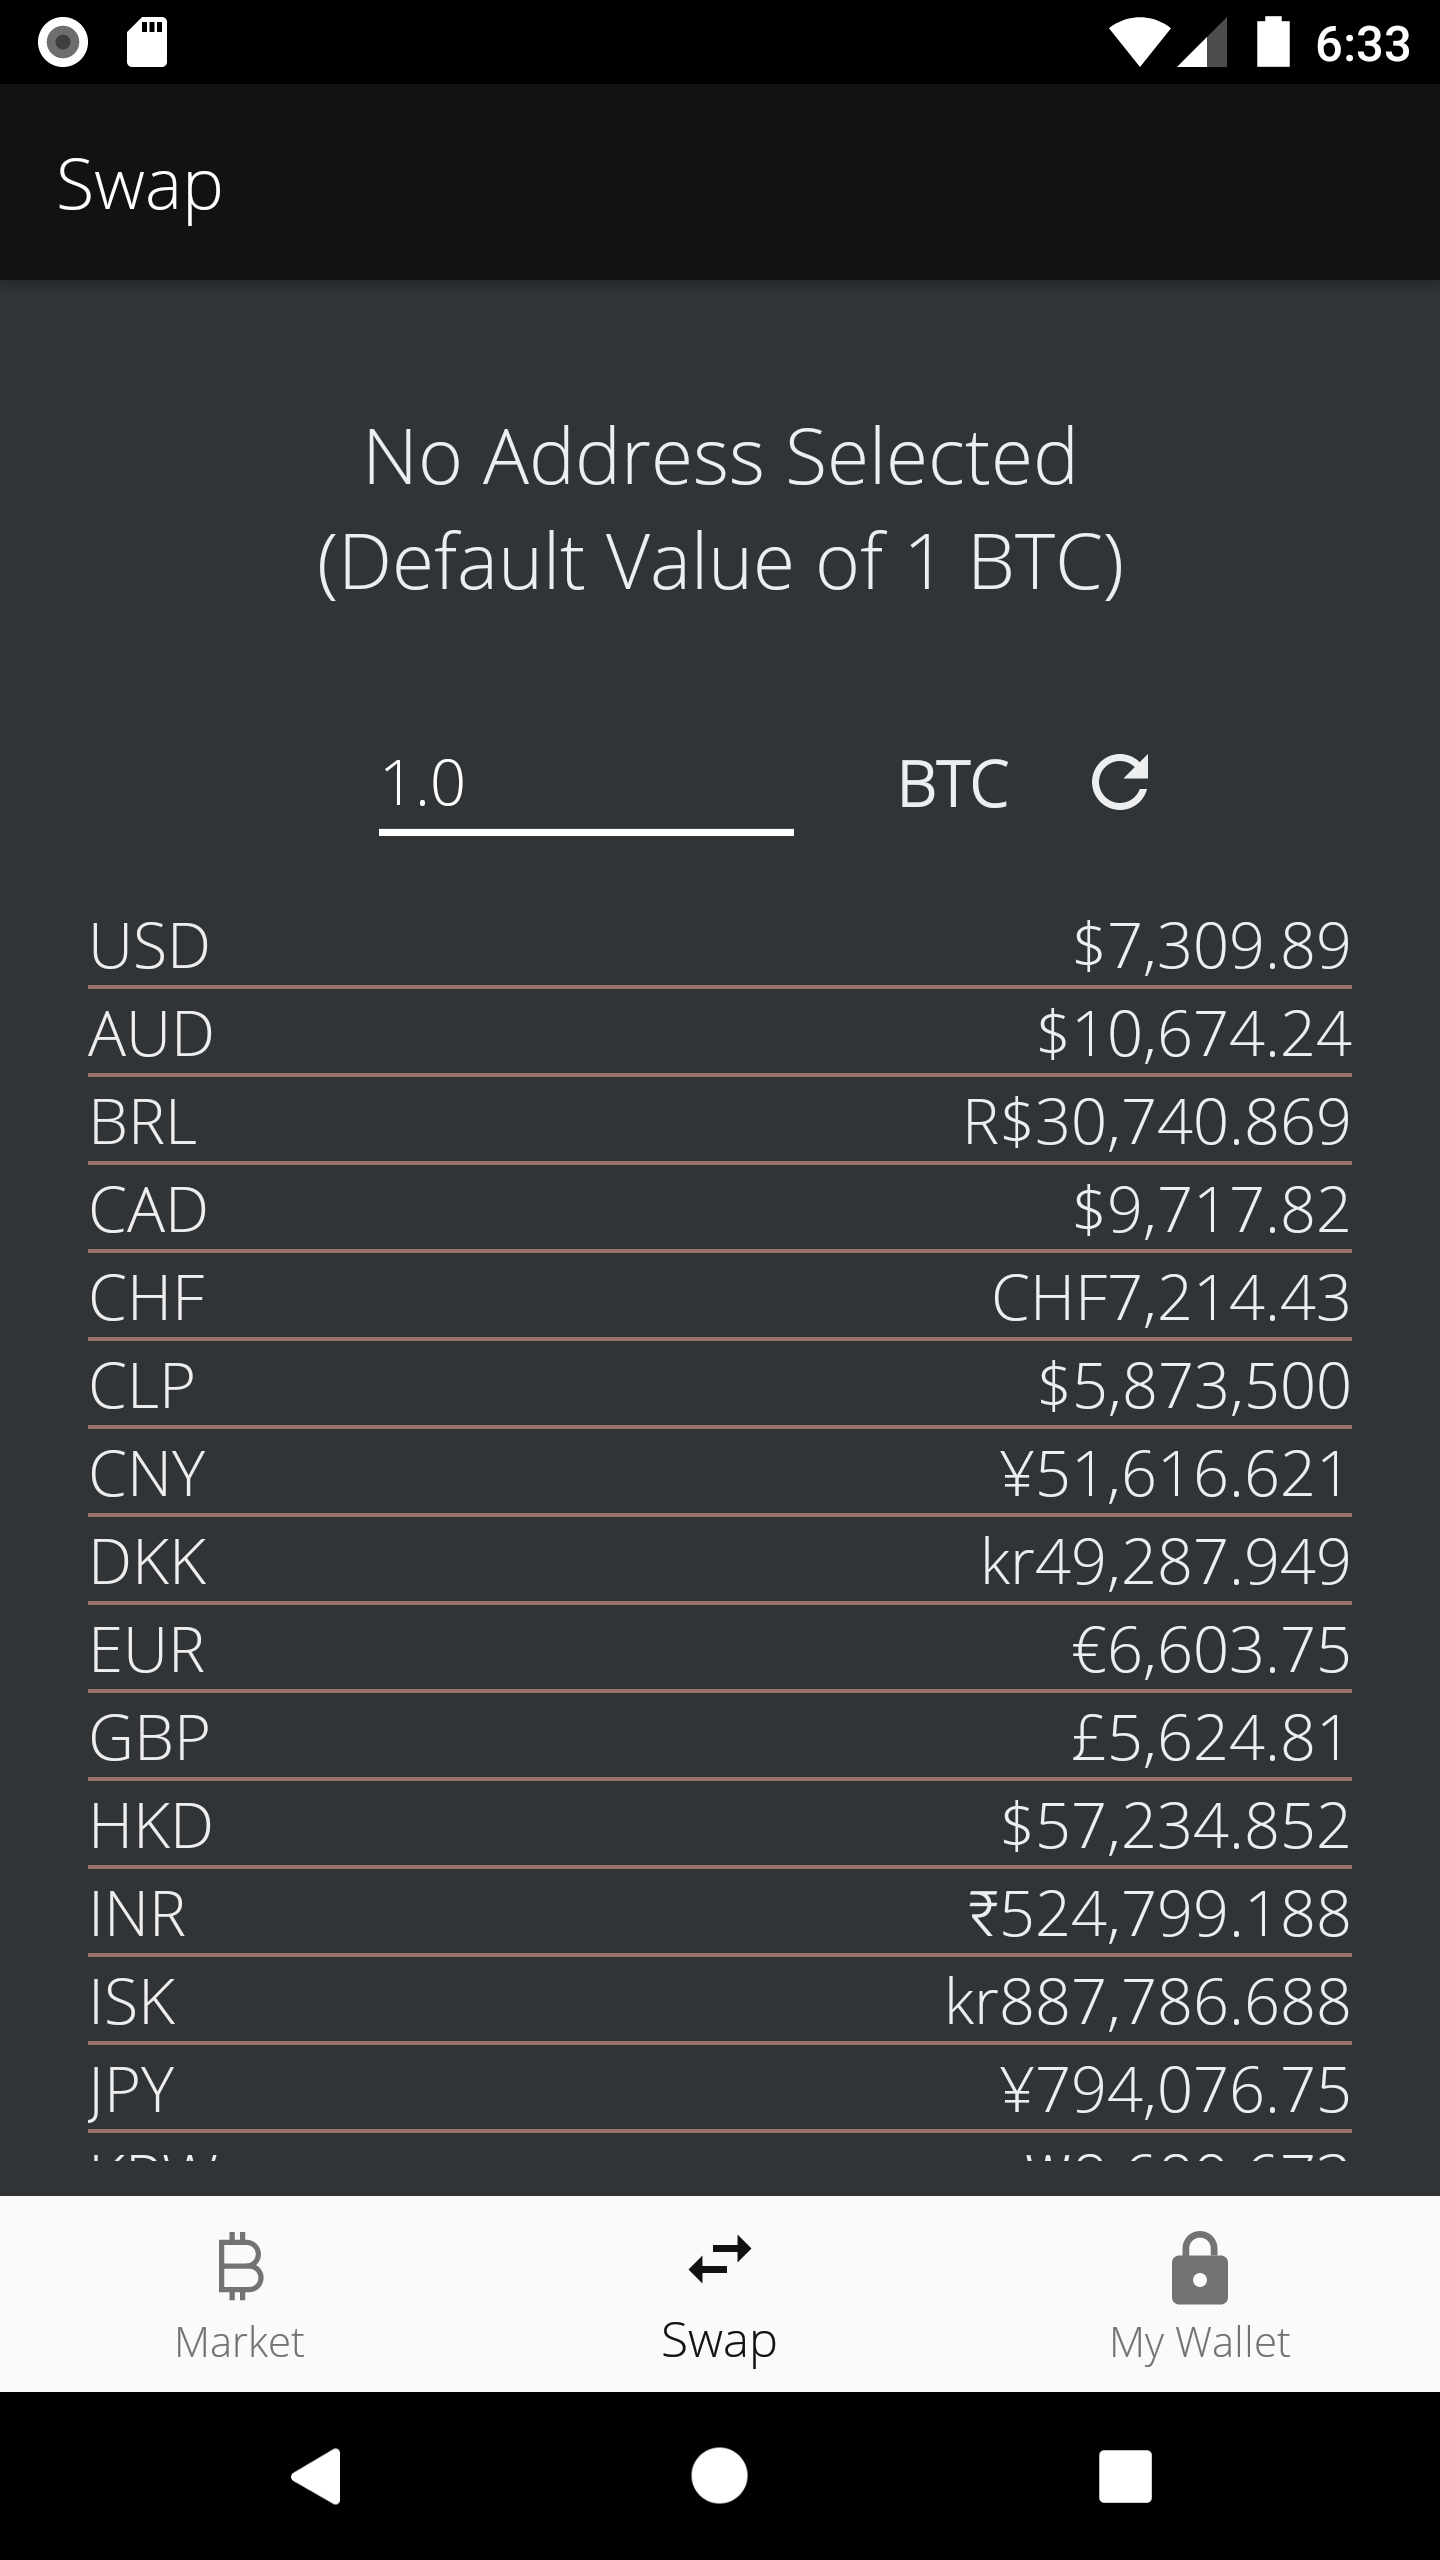 6:33
Swap
No Address Selected
(Default Value of 1 BTC)
1.0 BTC
USD $7,309.89
AUD $10,674.24
BRL R$30,740.869
CAD $9,717.82
CHF CHF7,214.43
CLP $5,873,500
CNY ¥51,616.621
DKK kr49,287.949
EUR €6,603.75
GBP £5,624.81
HKD $57,234.852
INR ₹524,799.188
ISK kr887,786.688
JPY ¥794,076.75
Market Swap My Wallet